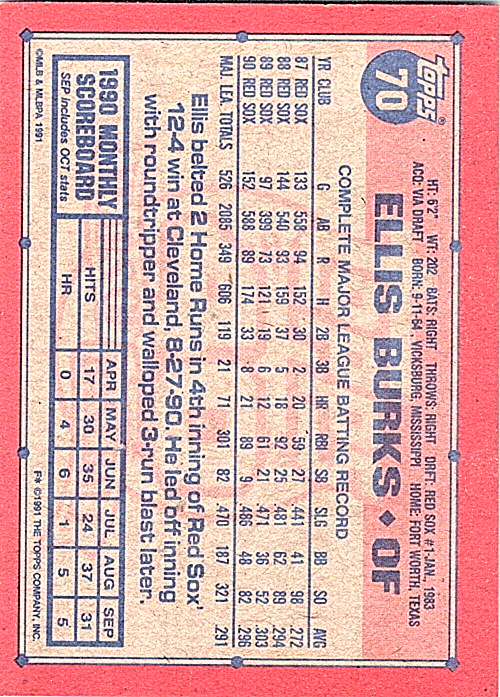 TOPPS®
70
ELLIS BURKS • OF
HT: 6'2" WT: 202 BATS: RIGHT THROWS: RIGHT DRFT: RED SOX #1-JAN, 1983
ACQ: VIA DRAFT BORN: 9-11-64, VICKSBURG, MISSISSIPPI HOME: FORT WORTH, TEXAS
COMPLETE MAJOR LEAGUE BATTING RECORD
YR CLUB G AB R H 2B 3B HR RBI SB SLG BB SO AVG
87 RED SOX 133 558 94 152 30 2 20 59 27 .441 41 98 .272
88 RED SOX 144 540 93 159 37 5 18 92 25 .481 62 89 .294
89 RED SOX 97 399 73 121 19 6 12 61 21 .471 36 52 .303
90 RED SOX 152 588 89 174 33 8 21 89 9 .486 48 82 .296
MAJ. LEA. TOTALS 526 2085 349 606 119 21 71 301 82 .470 187 321 .291
Ellis belted 2 Home Runs in 4th inning of Red Sox'
12-4 win at Cleveland, 8-27-90. He led off inning
with roundtripper and walloped 3-run blast later.
1990 MONTHLY
SCOREBOARD
SEP includes OCT stats
APR MAY JUN JUL AUG SEP
HITS 17 30 35 24 37 31
HR 0 4 6 1 5 5
©MLB & MLBPA 1991
F* ©1991 THE TOPPS COMPANY, INC.